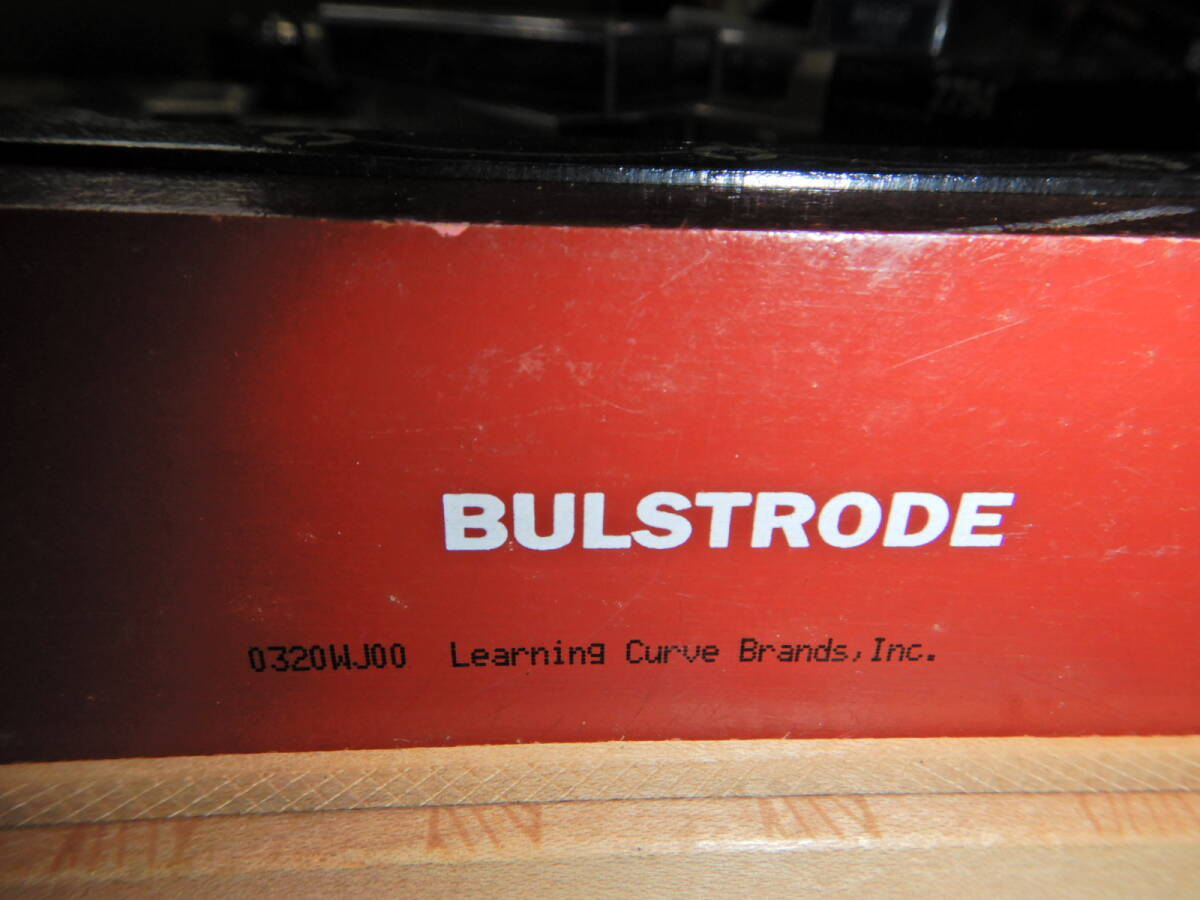 BULSTRODE
0320WJ00 Learning Curve Brands, Inc.